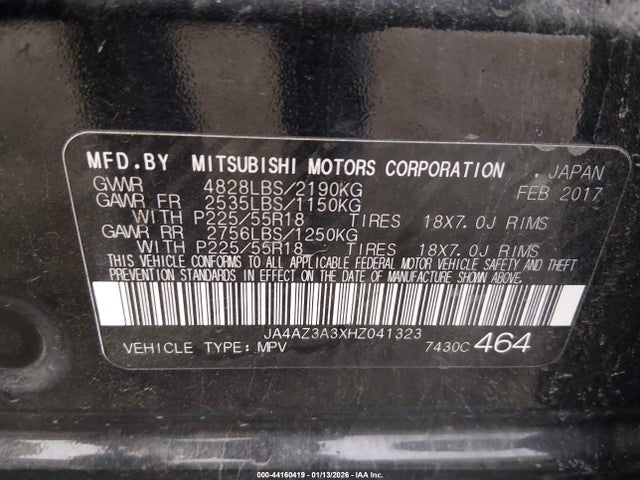 MFD.BY MITSUBISHI MOTORS CORPORATION , JAPAN
GVWR 4828LBS/2190KG FEB 2017
GAWR FR 2535LBS/1150KG
WITH P225/55R18 TIRES 18X7.0J RIMS
GAWR RR 2756LBS/1250KG
WITH P225/55R18 TIRES 18X7.0J RIMS
THIS VEHICLE CONFORMS TO ALL APPLICABLE FEDERAL MOTOR VEHICLE SAFETY AND THEFT
PREVENTION STANDARDS IN EFFECT ON THE DATE OF MANUFACTURE SHOWN ABOVE.
JA4AZ3A3XHZ041323
VEHICLE TYPE: MPV 7430C 464
000-44160419 - 01/13/2026 - IAA Corp.